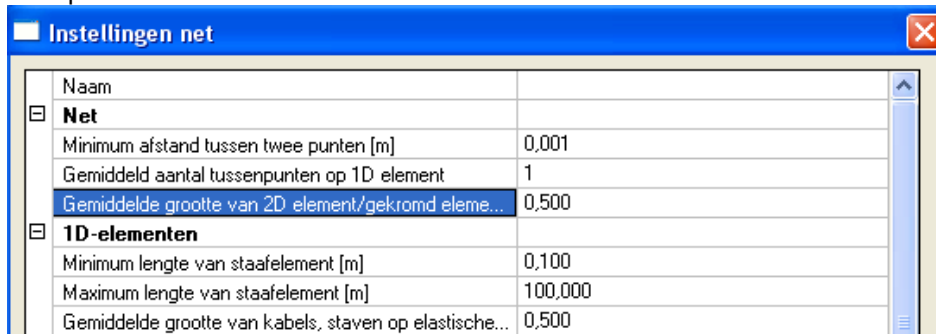 Instellingen net
Naam
Net
Minimum afstand tussen twee punten [m] 0,001
Gemiddeld aantal tussenpunten op 1D element 1
Gemiddelde grootte van 2D element/gekromd eleme... 0,500
1D-elementen
Minimum lengte van staafelement [m] 0,100
Maximum lengte van staafelement [m] 100,000
Gemiddelde grootte van kabels, staven op elastische... 0,500